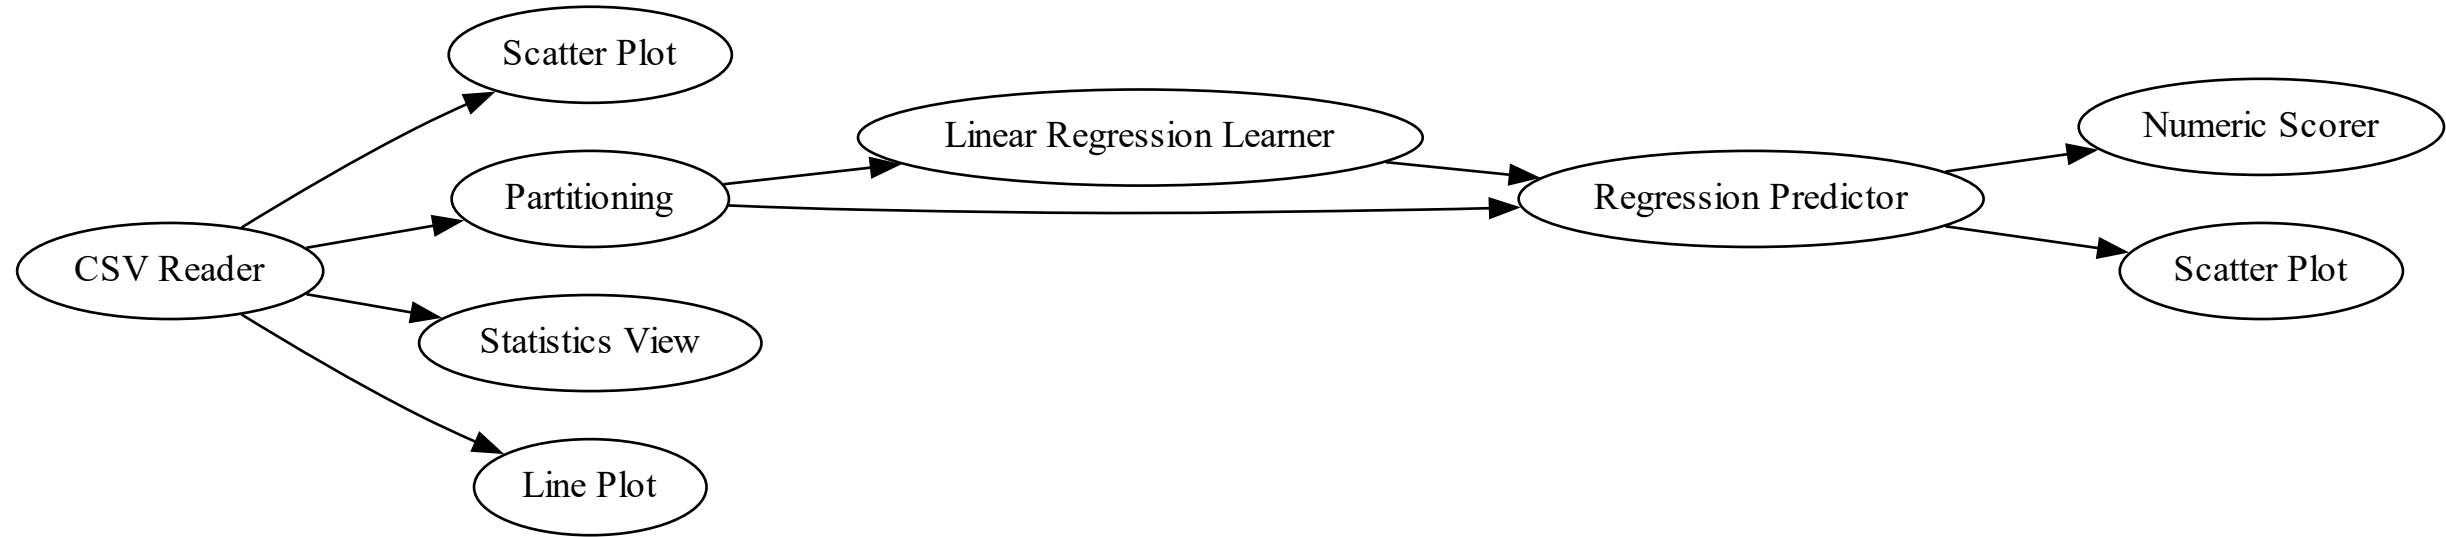 Scatter Plot
Linear Regression Learner
Numeric Scorer
Partitioning
Regression Predictor
CSV Reader
Scatter Plot
Statistics View
Line Plot